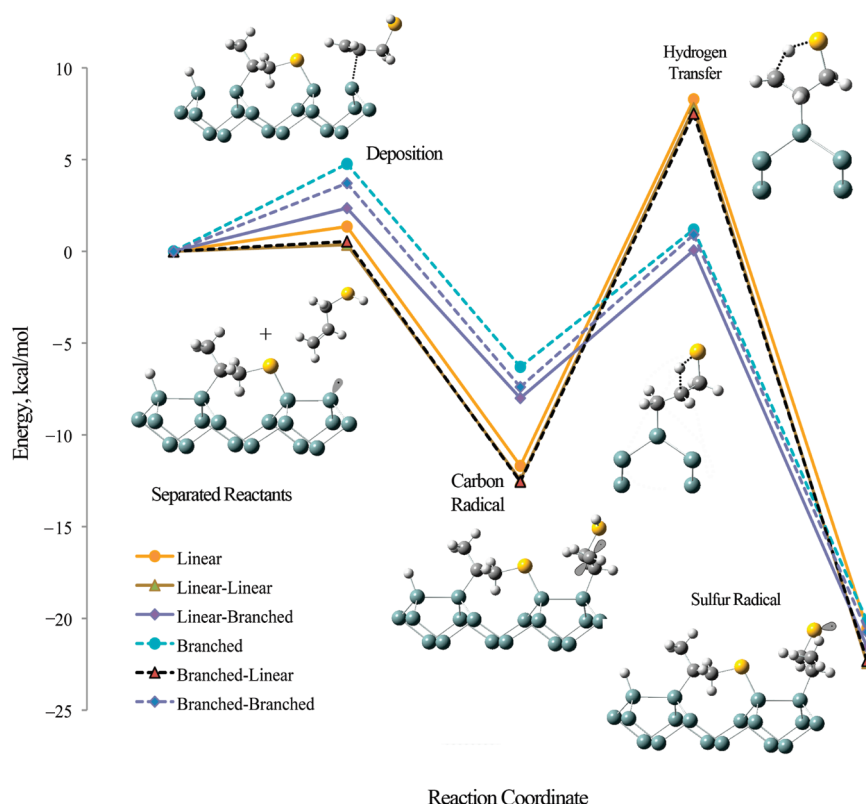 Hydrogen
Transfer
Deposition
10
5
0
−5
−10
−15
−20
−25
Energy, kcal/mol
+
Separated Reactants
Carbon
Radical
Sulfur Radical
Linear
Linear-Linear
Linear-Branched
Branched
Branched-Linear
Branched-Branched
Reaction Coordinate